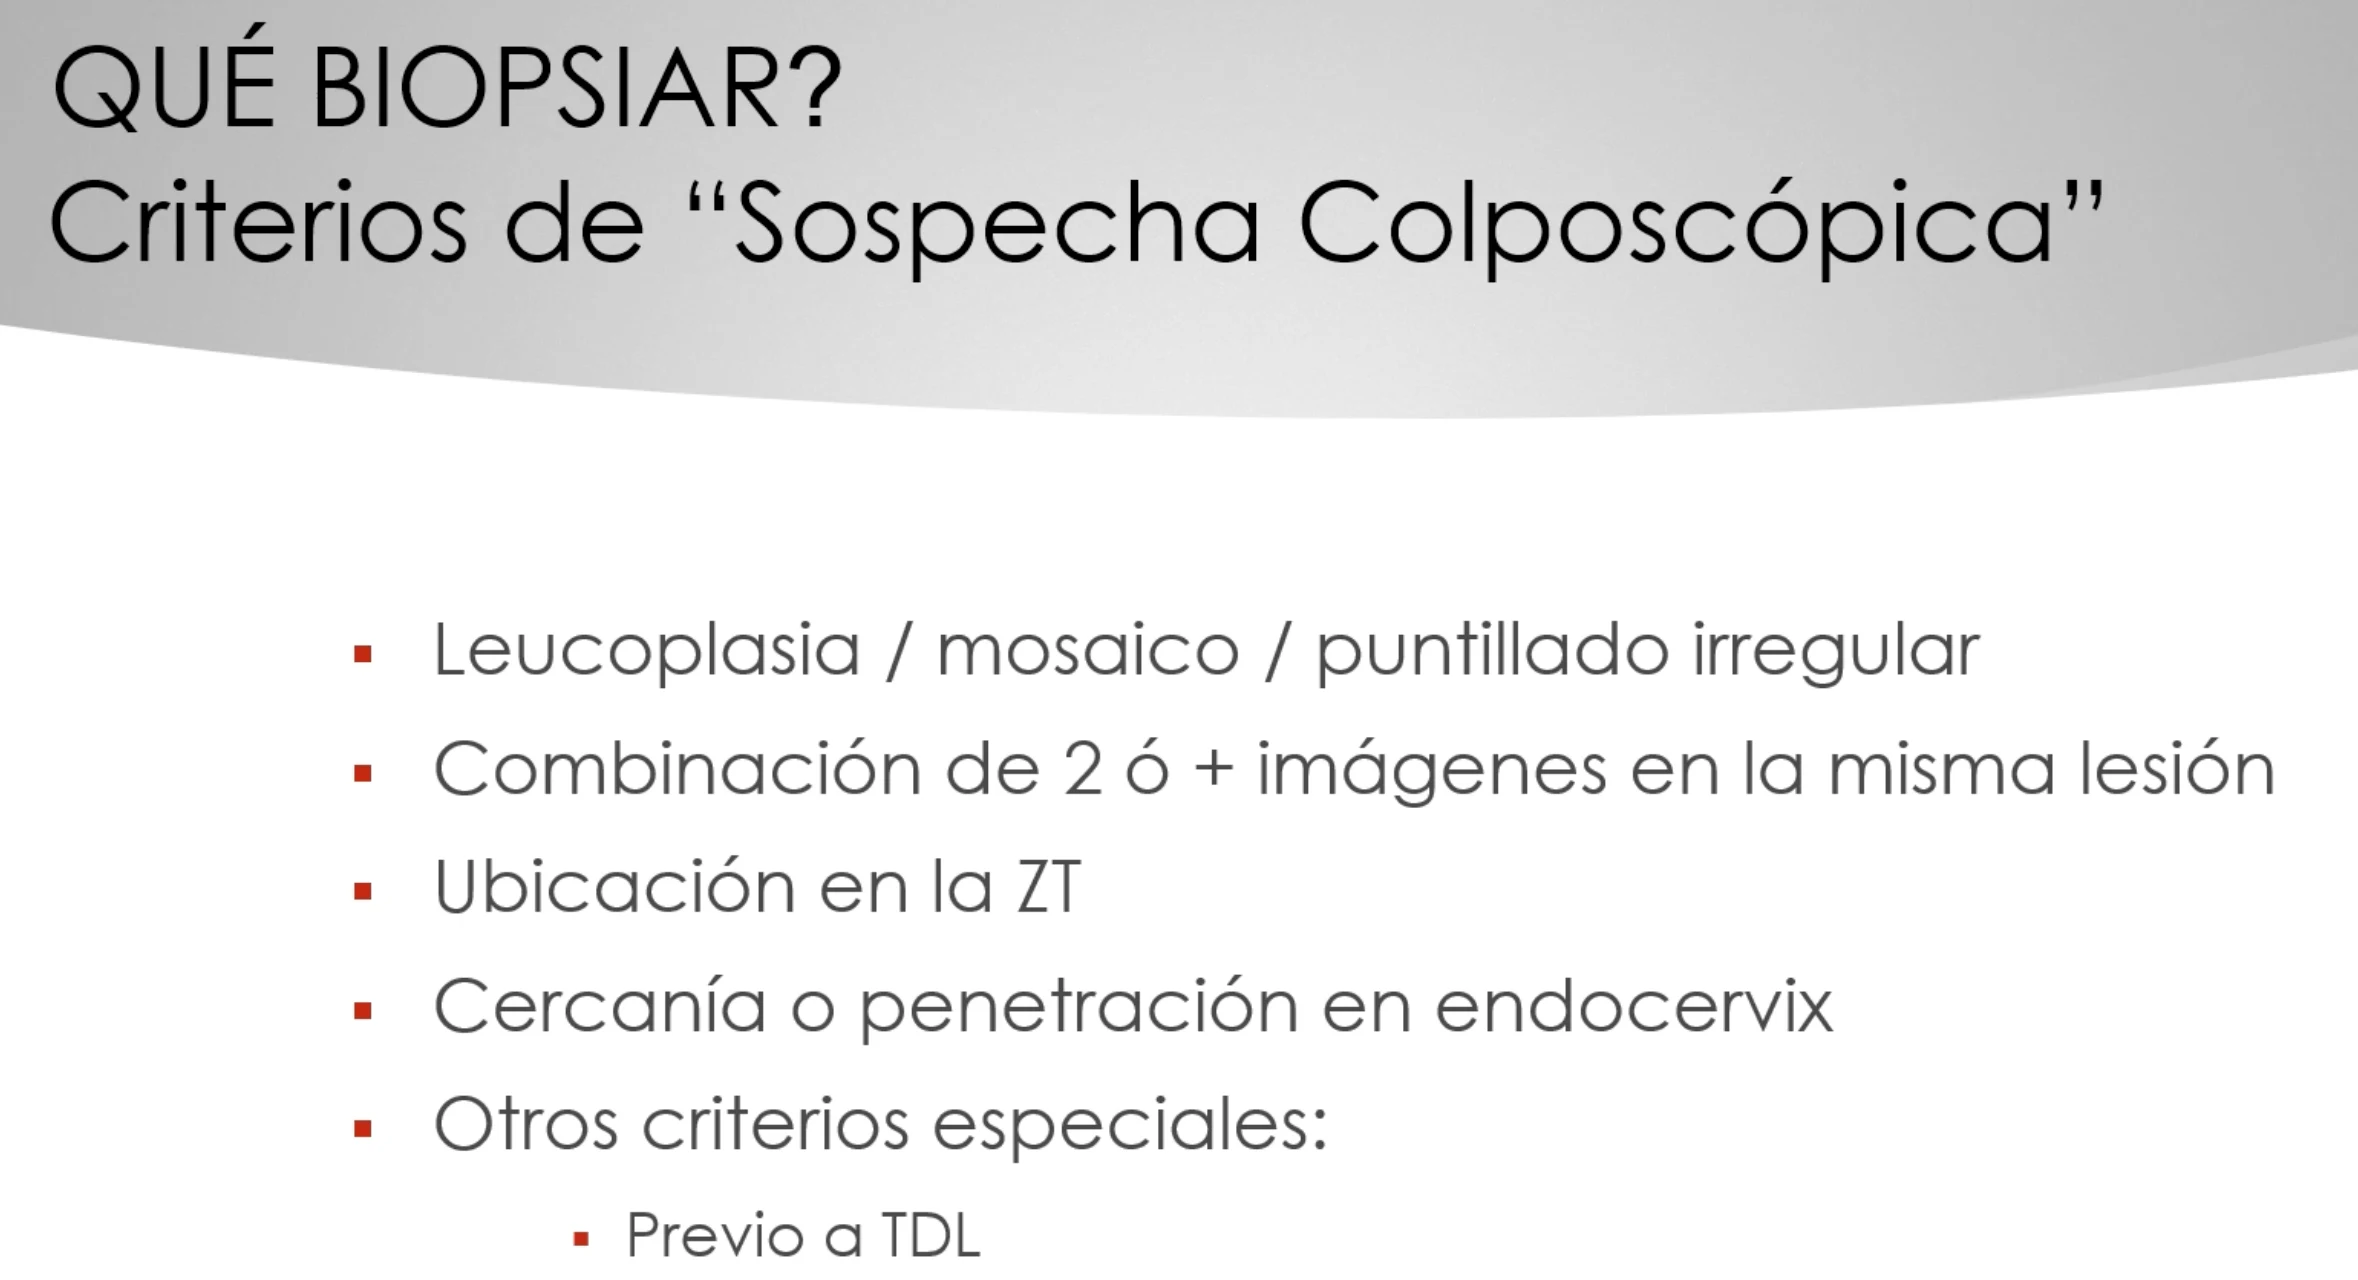 QUÉ BIOPSIAR?
Criterios de “Sospecha Colposcópica”
▪ Leucoplasia / mosaico / puntillado irregular
▪ Combinación de 2 ó + imágenes en la misma lesión
▪ Ubicación en la ZT
▪ Cercanía o penetración en endocervix
▪ Otros criterios especiales:
▪ Previo a TDL